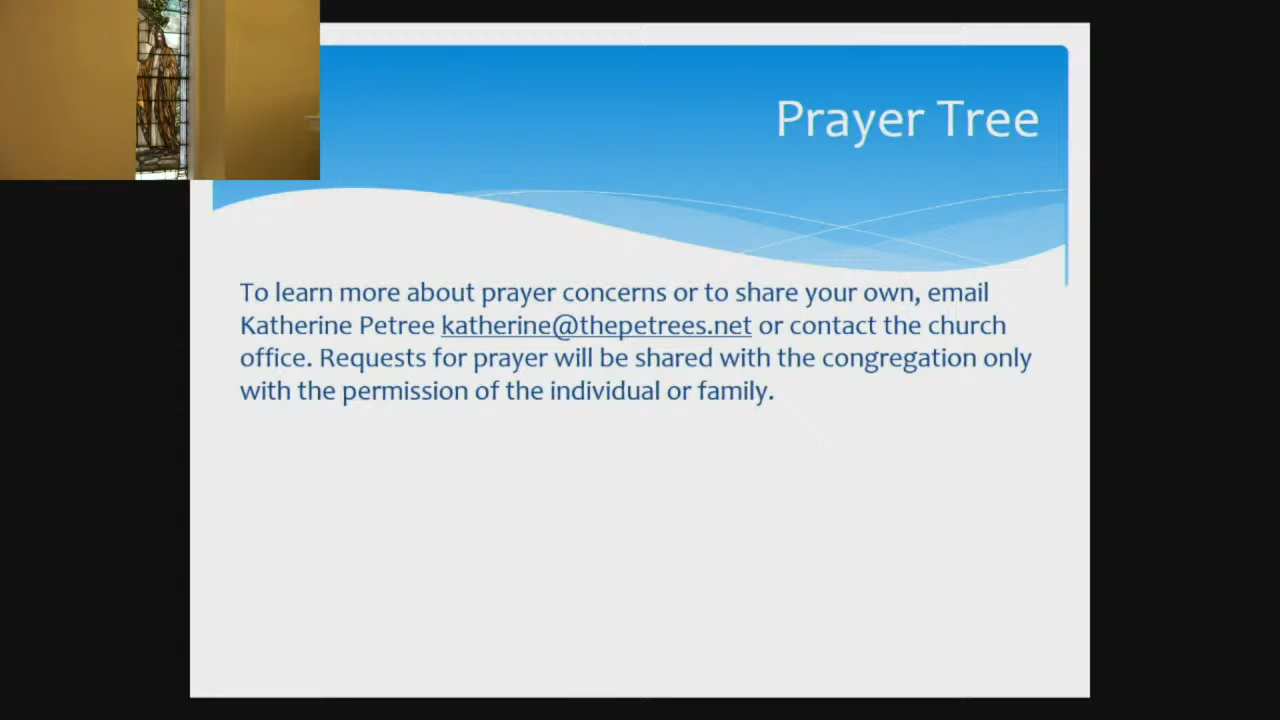 Prayer Tree
To learn more about prayer concerns or to share your own, email
Katherine Petree katherine@thepetrees.net or contact the church
office. Requests for prayer will be shared with the congregation only
with the permission of the individual or family.